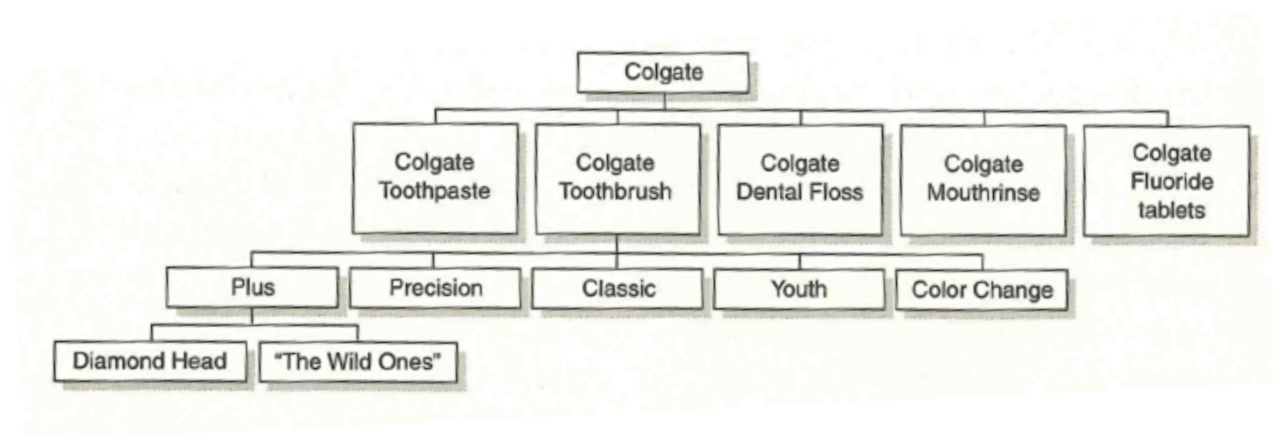 Colgate
Colgate
Toothpaste
Colgate
Toothbrush
Colgate
Dental Floss
Colgate
Mouthrinse
Colgate
Fluoride
tablets
Plus
Precision
Classic
Youth
Color Change
Diamond Head
"The Wild Ones"